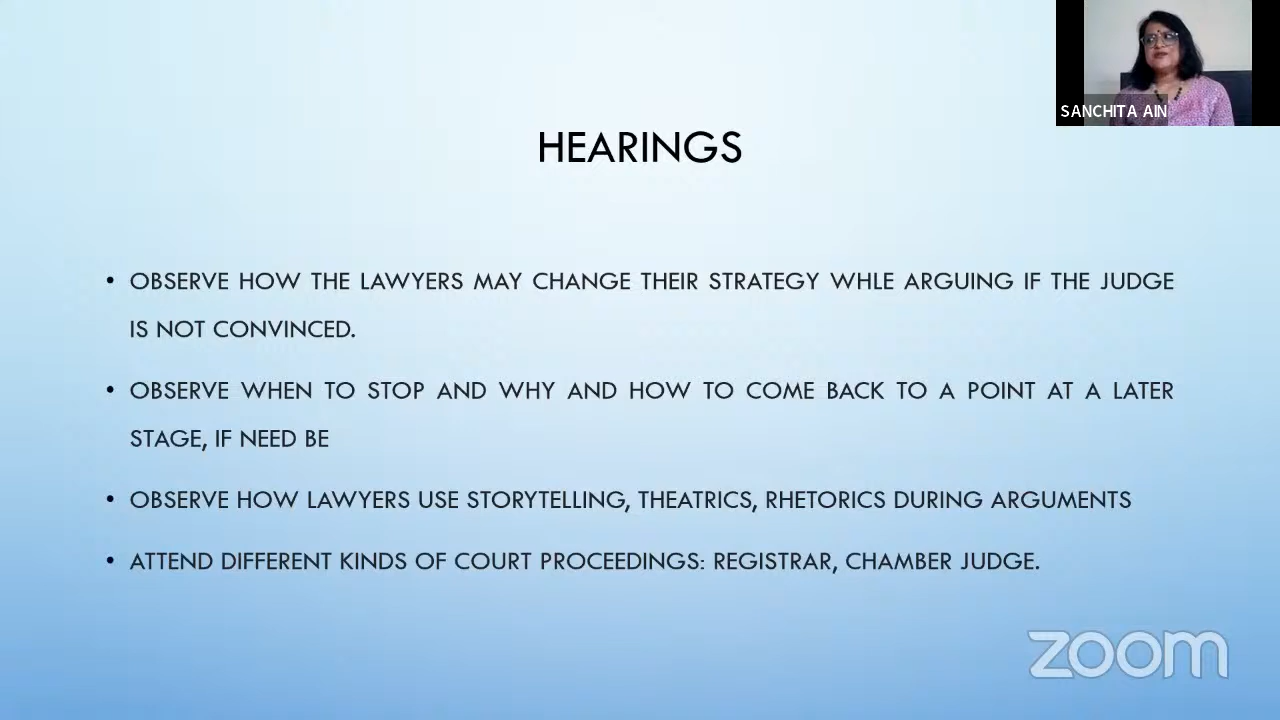 SANCHITA AIN
HEARINGS
• OBSERVE HOW THE LAWYERS MAY CHANGE THEIR STRATEGY WHLE ARGUING IF THE JUDGE
IS NOT CONVINCED.
• OBSERVE WHEN TO STOP AND WHY AND HOW TO COME BACK TO A POINT AT A LATER
STAGE, IF NEED BE
• OBSERVE HOW LAWYERS USE STORYTELLING, THEATRICS, RHETORICS DURING ARGUMENTS
• ATTEND DIFFERENT KINDS OF COURT PROCEEDINGS: REGISTRAR, CHAMBER JUDGE.
zoom